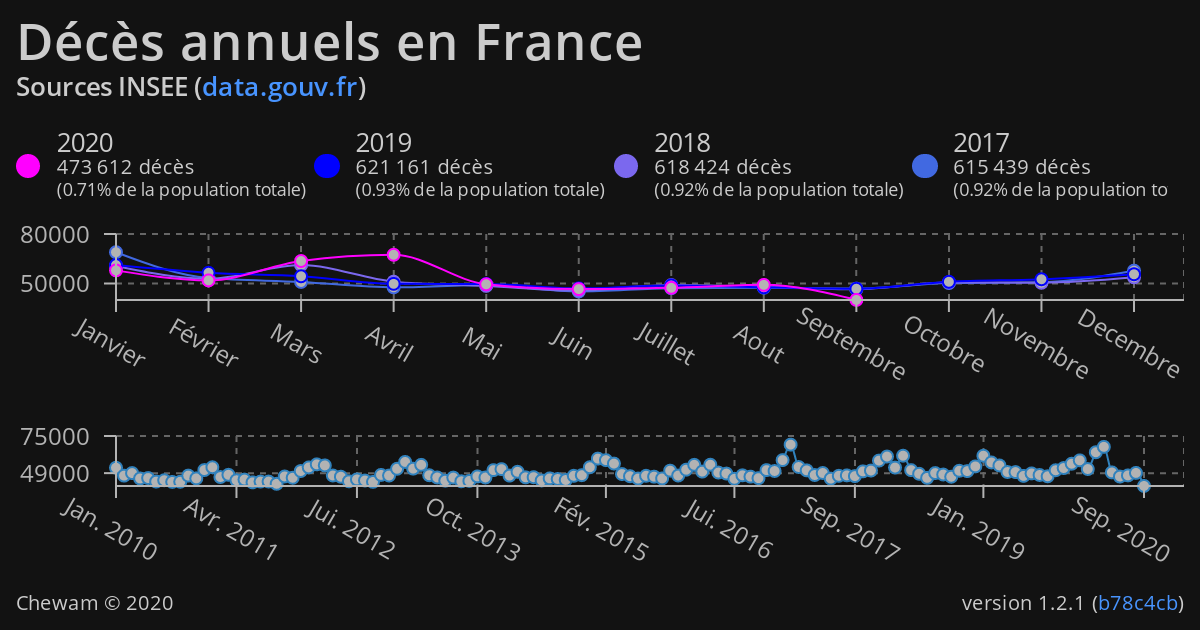 Décès annuels en France
Sources INSEE (data.gouv.fr)
2020 2019 2018 2017
473 612 décès 621 161 décès 618 424 décès 615 439 décès
(0.71% de la population totale) (0.93% de la population totale) (0.92% de la population totale) (0.92% de la population to
80000
50000
Janvier Février Mars Avril Mai Juin Juillet Aout Septembre Octobre Novembre Decembre
75000
49000
Jan. 2010 Avr. 2011 Jui. 2012 Oct. 2013 Fév. 2015 Jui. 2016 Sep. 2017 Jan. 2019 Sep. 2020
Chewam © 2020 version 1.2.1 (b78c4cb)